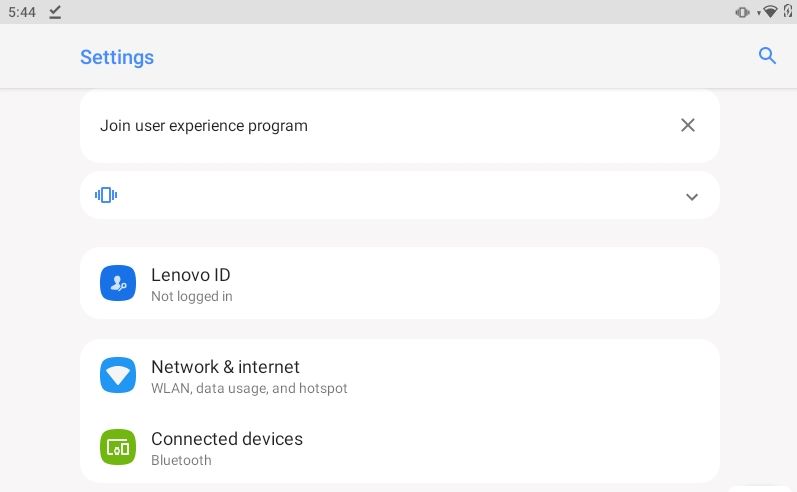 5:44
Settings
Join user experience program
Lenovo ID
Not logged in
Network & internet
WLAN, data usage, and hotspot
Connected devices
Bluetooth